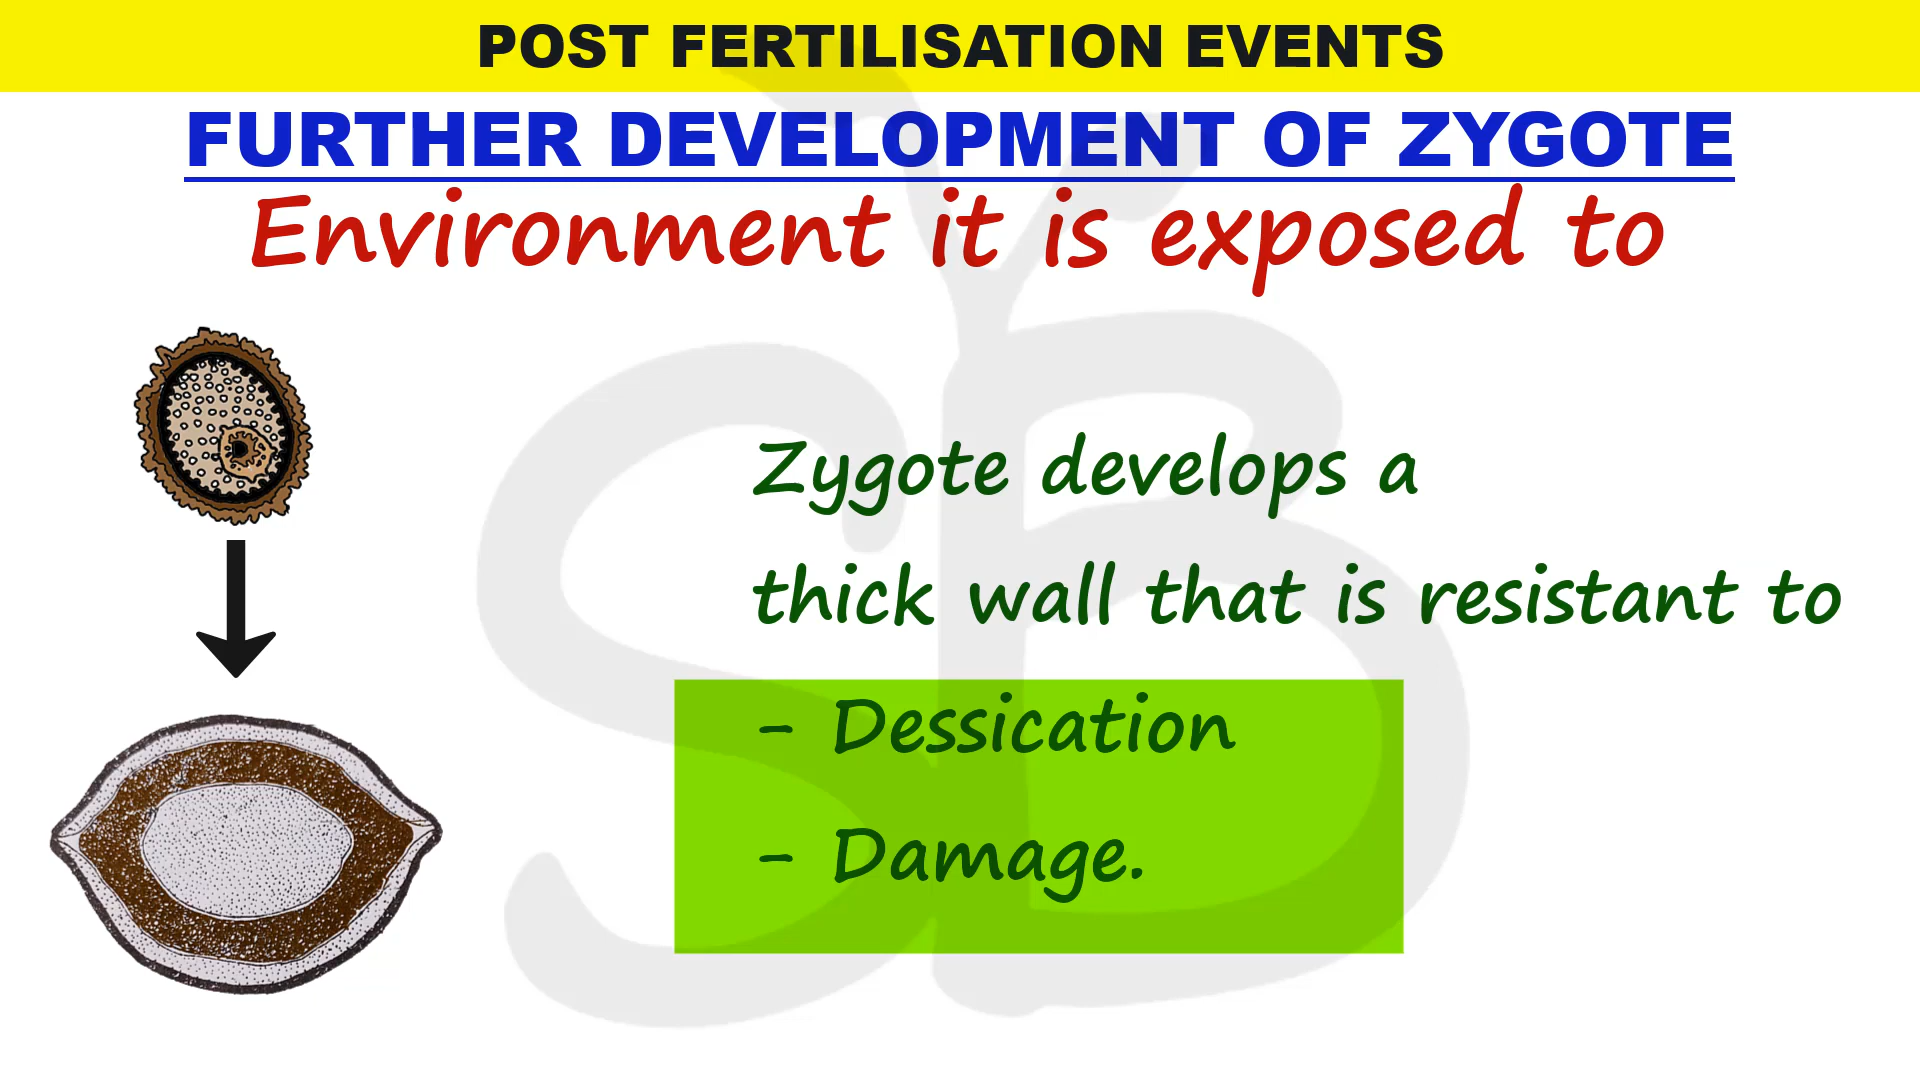 POST FERTILISATION EVENTS
FURTHER DEVELOPMENT OF ZYGOTE
Environment it is exposed to
Zygote develops a
thick wall that is resistant to
- Dessication
- Damage.
SB